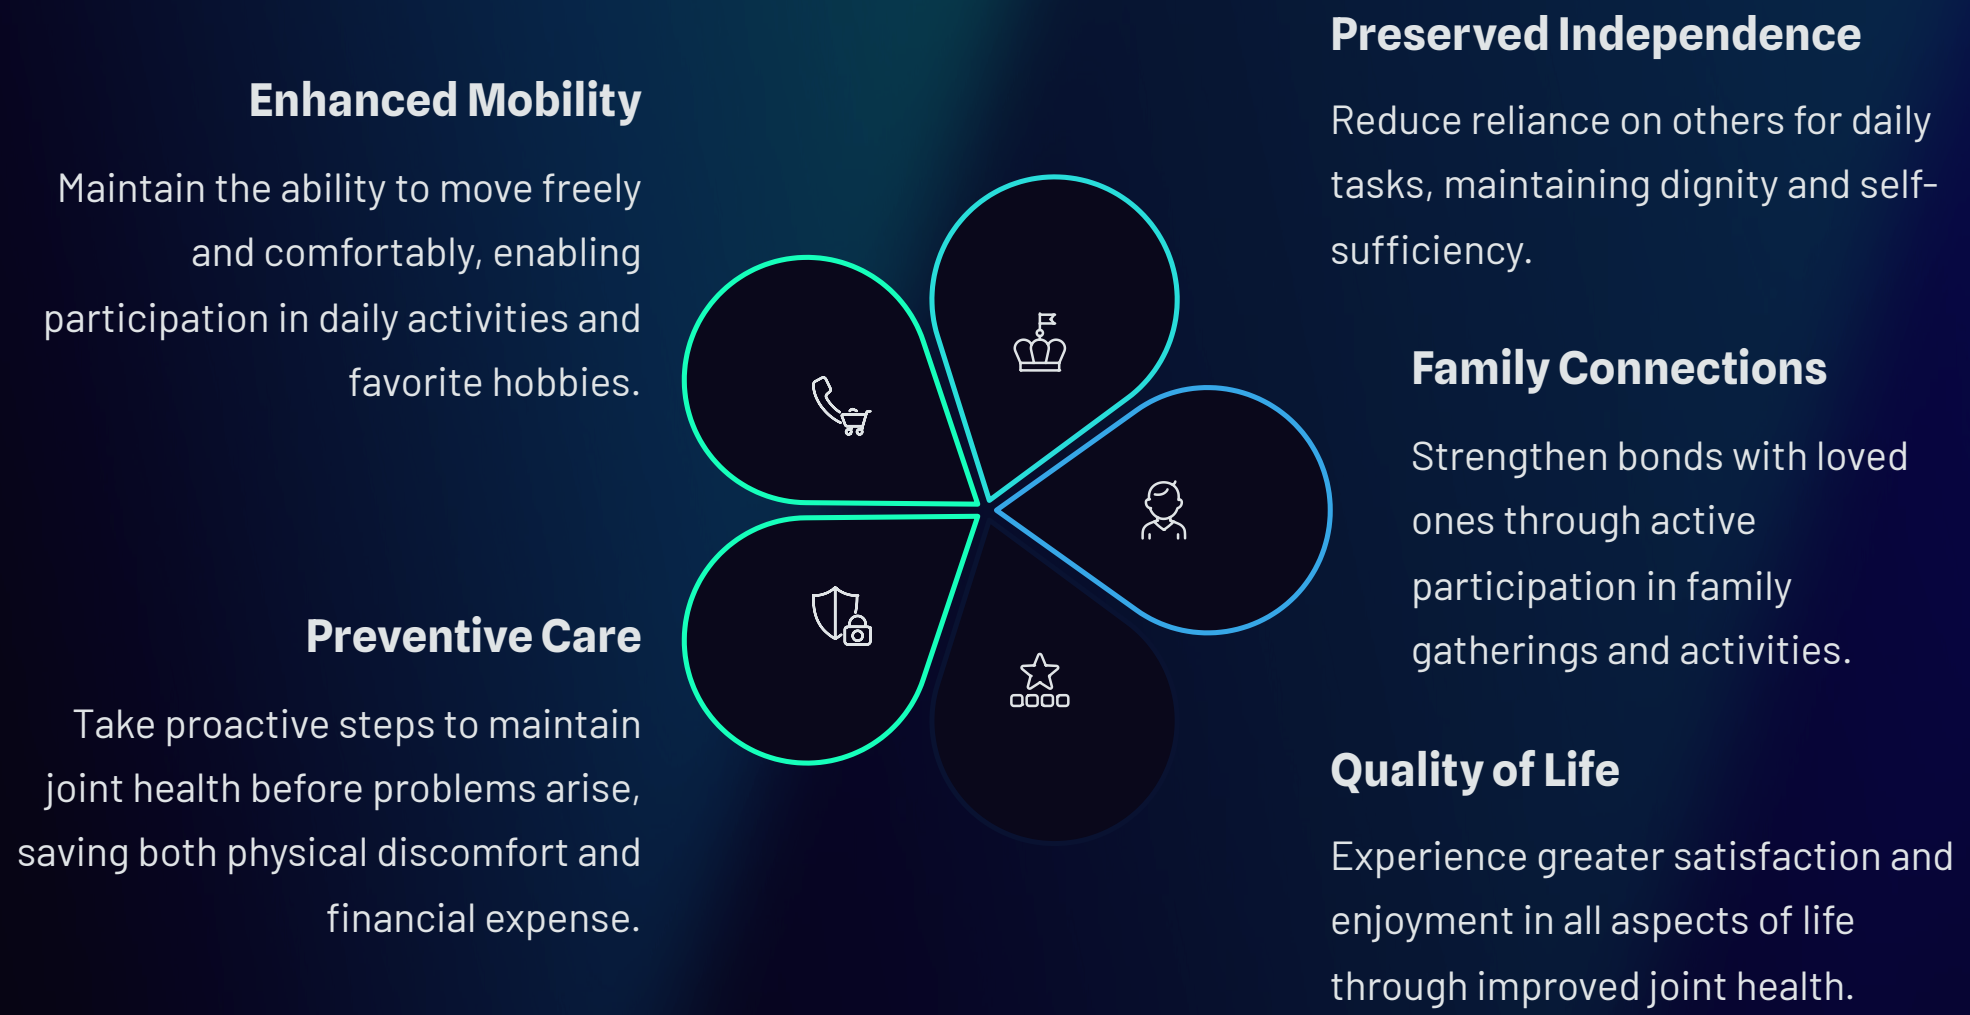 Enhanced Mobility
Maintain the ability to move freely
and comfortably, enabling
participation in daily activities and
favorite hobbies.
Preserved Independence
Reduce reliance on others for daily
tasks, maintaining dignity and self-
sufficiency.
Family Connections
Strengthen bonds with loved
ones through active
participation in family
gatherings and activities.
Preventive Care
Take proactive steps to maintain
joint health before problems arise,
saving both physical discomfort and
financial expense.
Quality of Life
Experience greater satisfaction and
enjoyment in all aspects of life
through improved joint health.